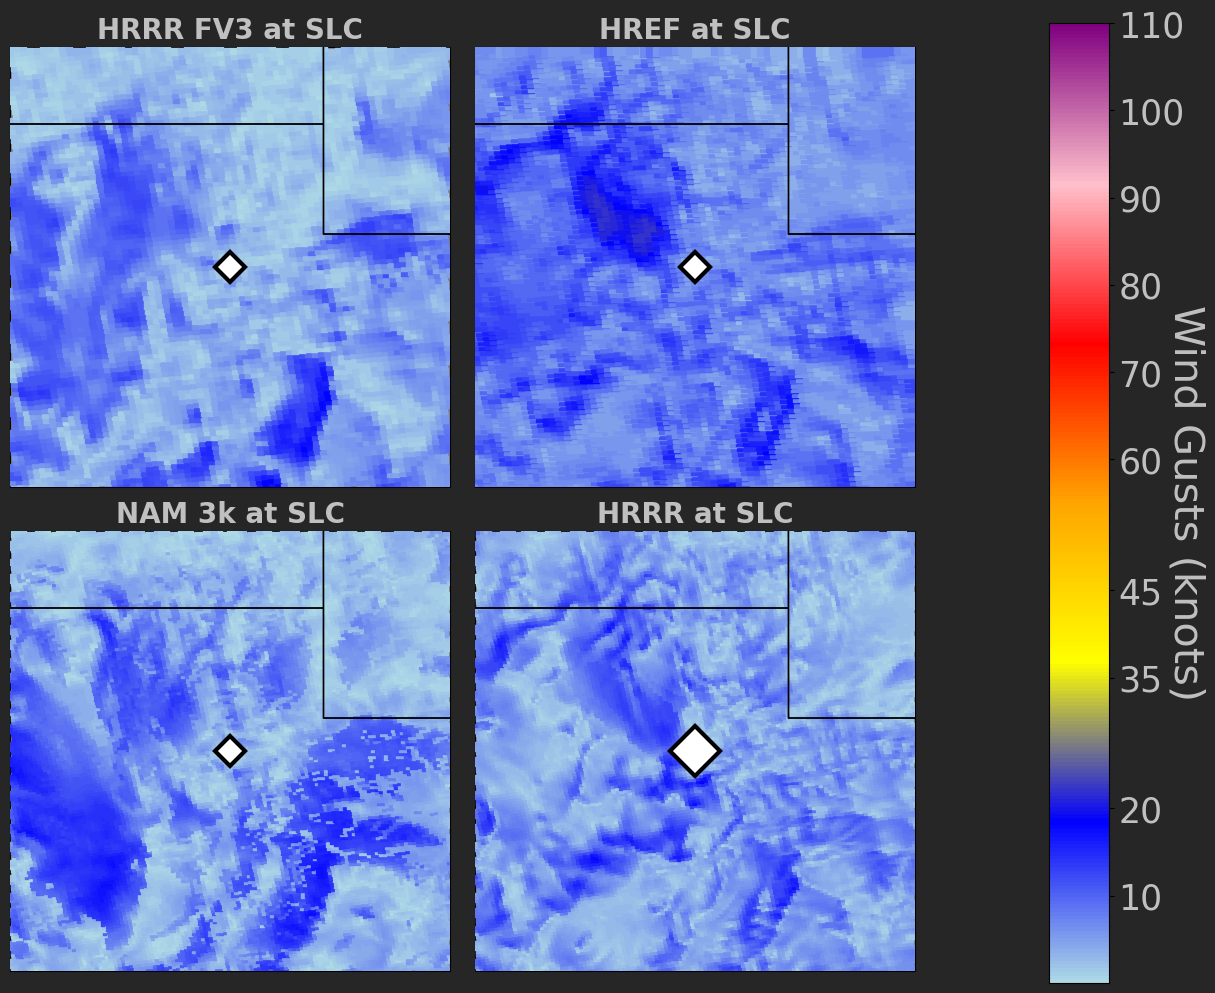 HRRR FV3 at SLC
HREF at SLC
NAM 3k at SLC
HRRR at SLC
110
100
90
80
70
60
45
35
20
10
Wind Gusts (knots)